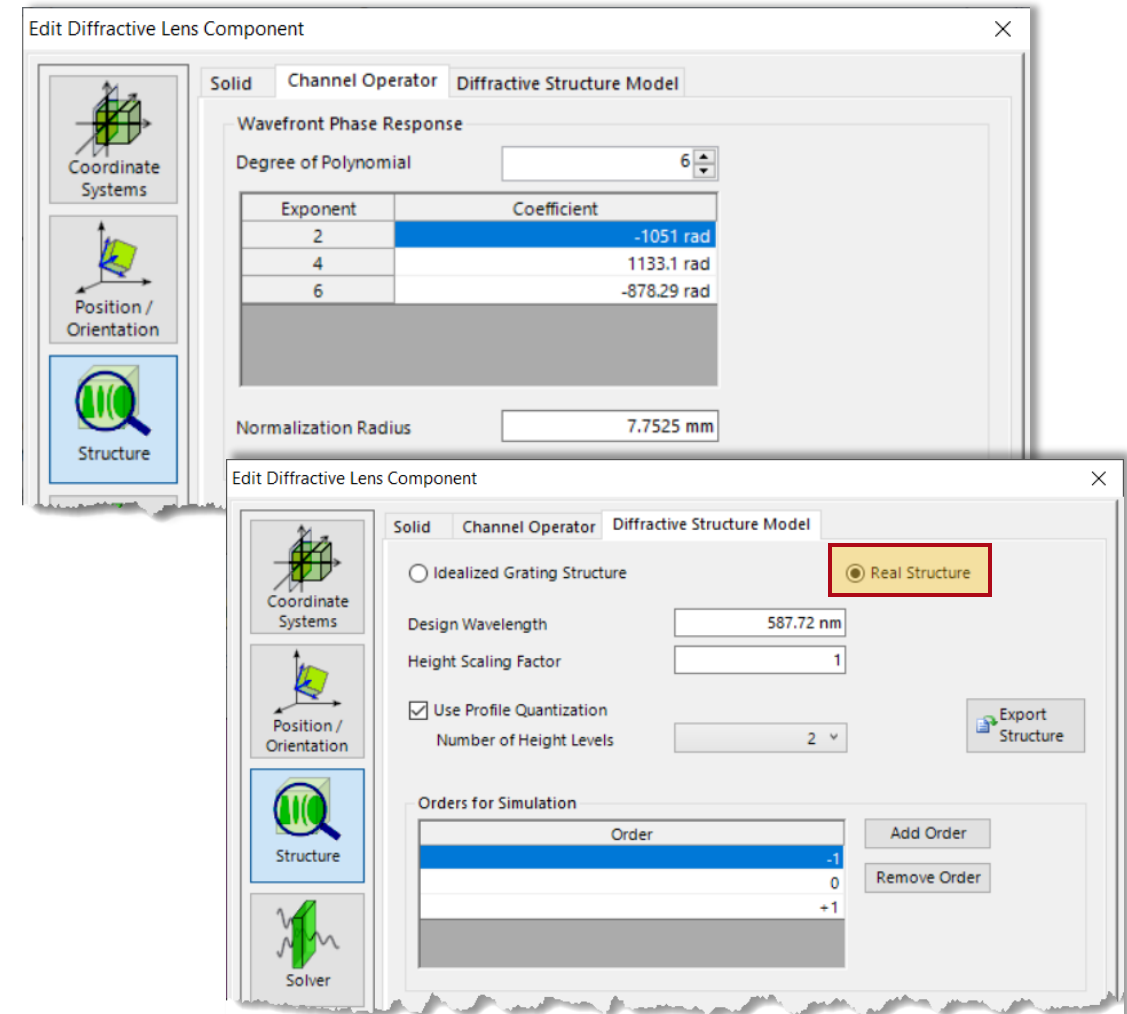 Edit Diffractive Lens Component
Solid Channel Operator Diffractive Structure Model
Coordinate
Systems
Position /
Orientation
Structure
Wavefront Phase Response
Degree of Polynomial 6
Exponent Coefficient
2 -1051 rad
4 1133.1 rad
6 -878.29 rad
Normalization Radius 7.7525 mm
Edit Diffractive Lens Component
Solid Channel Operator Diffractive Structure Model
Coordinate
Systems
Position /
Orientation
Structure
Solver
Idealized Grating Structure Real Structure
Design Wavelength 587.72 nm
Height Scaling Factor 1
Use Profile Quantization
Number of Height Levels 2
Export
Structure
Orders for Simulation
Order
-1
0
+1
Add Order
Remove Order